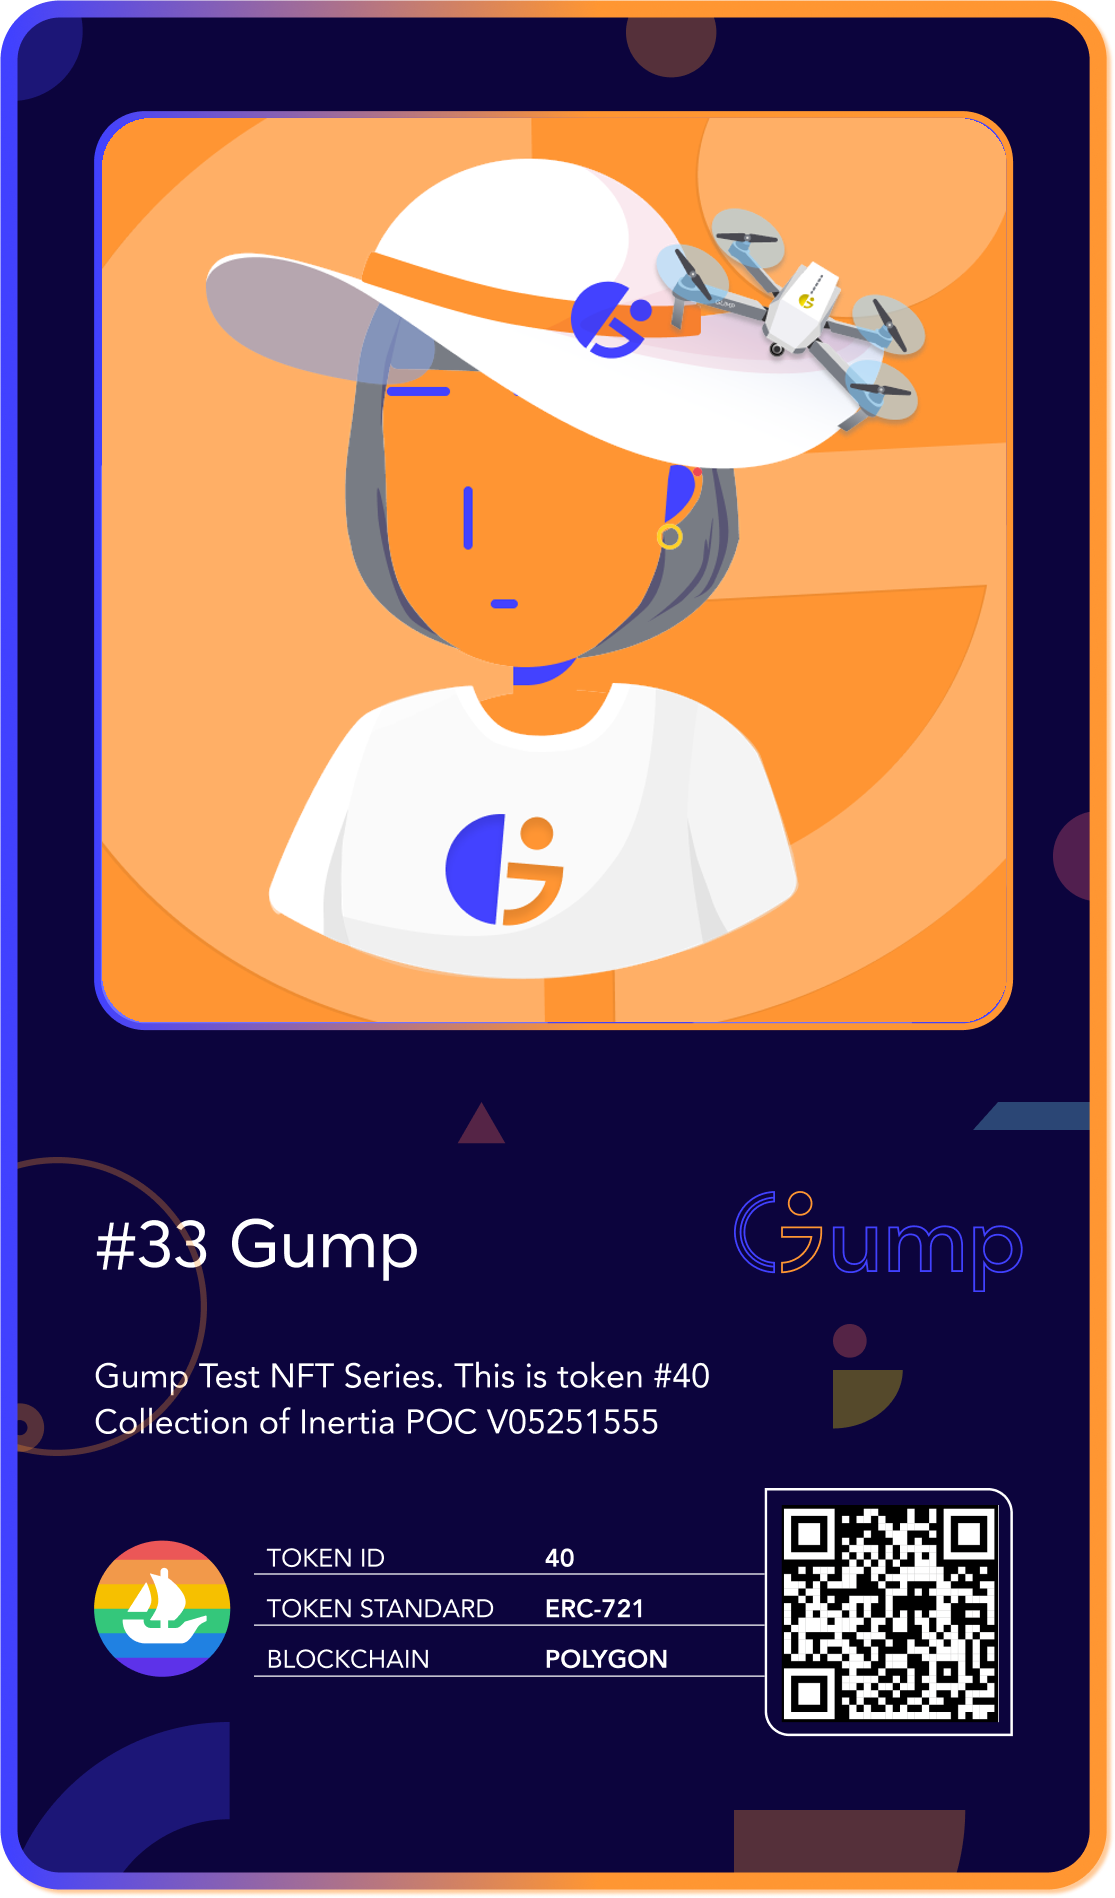 GUMP
#33 Gump
Gump
Gump Test NFT Series. This is token #40
Collection of Inertia POC V05251555
TOKEN ID 40
TOKEN STANDARD ERC-721
BLOCKCHAIN POLYGON